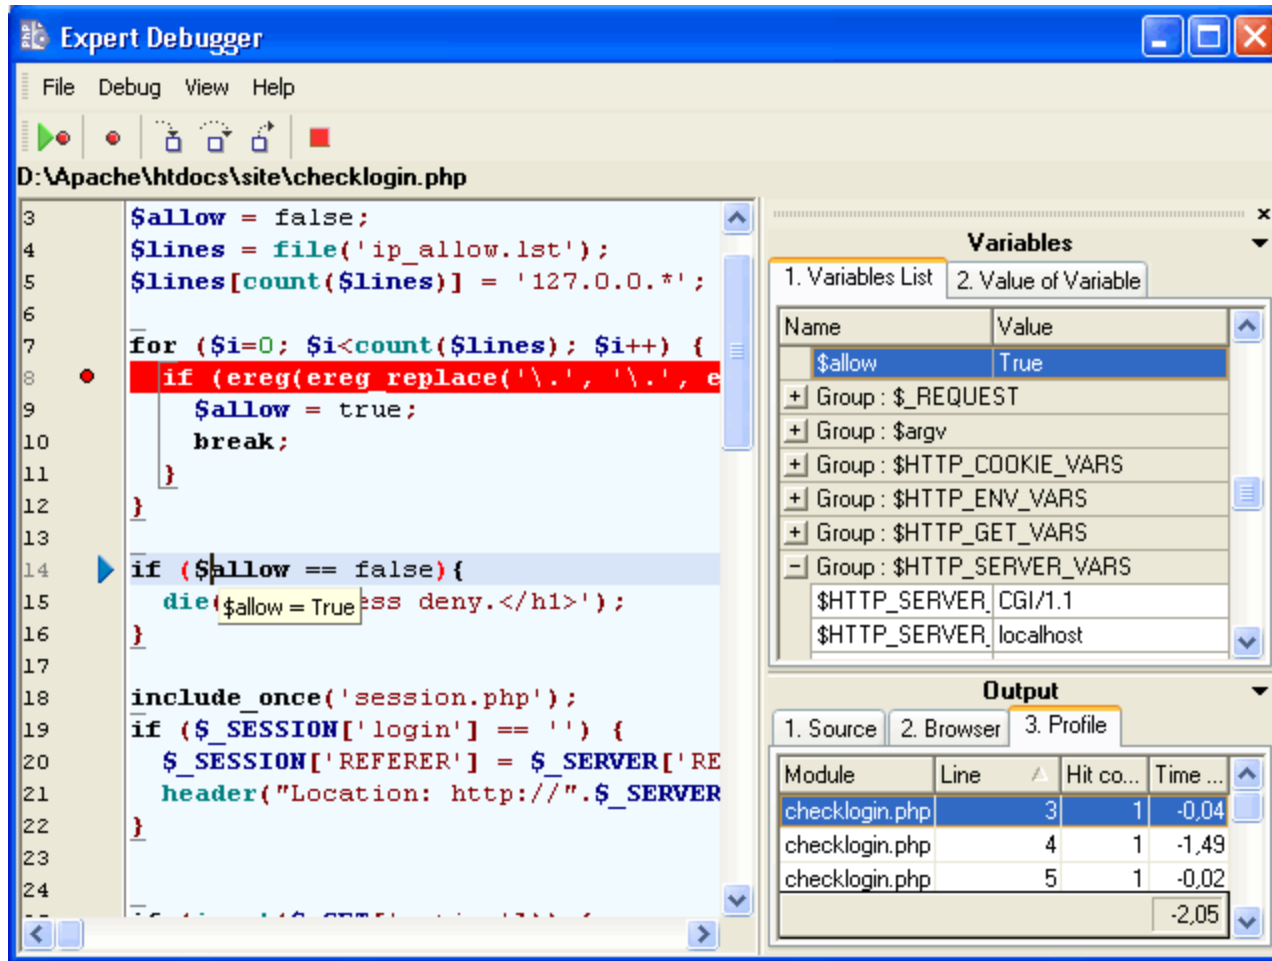 Expert Debugger
File Debug View Help
D:\Apache\htdocs\site\checklogin.php
3 $allow = false;
4 $lines = file('ip_allow.lst');
5 $lines[count($lines)] = '127.0.0.*';
6
7 for ($i=0; $i<count($lines); $i++) {
8 if (ereg(ereg_replace('\.', '\.', e
9 $allow = true;
10 break;
11 }
12 }
13
14 if ($allow == false){
15 die( ess deny.</h1>');
$allow = True
16 }
17
18 include_once('session.php');
19 if ($_SESSION['login'] == '') {
20 $_SESSION['REFERER'] = $_SERVER['RE
21 header("Location: http://".$_SERVER
22 }
23
24
Variables
1. Variables List 2. Value of Variable
Name Value
$allow True
Group : $_REQUEST
Group : $argv
Group : $HTTP_COOKIE_VARS
Group : $HTTP_ENV_VARS
Group : $HTTP_GET_VARS
Group : $HTTP_SERVER_VARS
$HTTP_SERVER_ CGI/1.1
$HTTP_SERVER_ localhost
Output
1. Source 2. Browser 3. Profile
Module Line Hit co... Time ...
checklogin.php 3 1 -0,04
checklogin.php 4 1 -1,49
checklogin.php 5 1 -0,02
-2,05